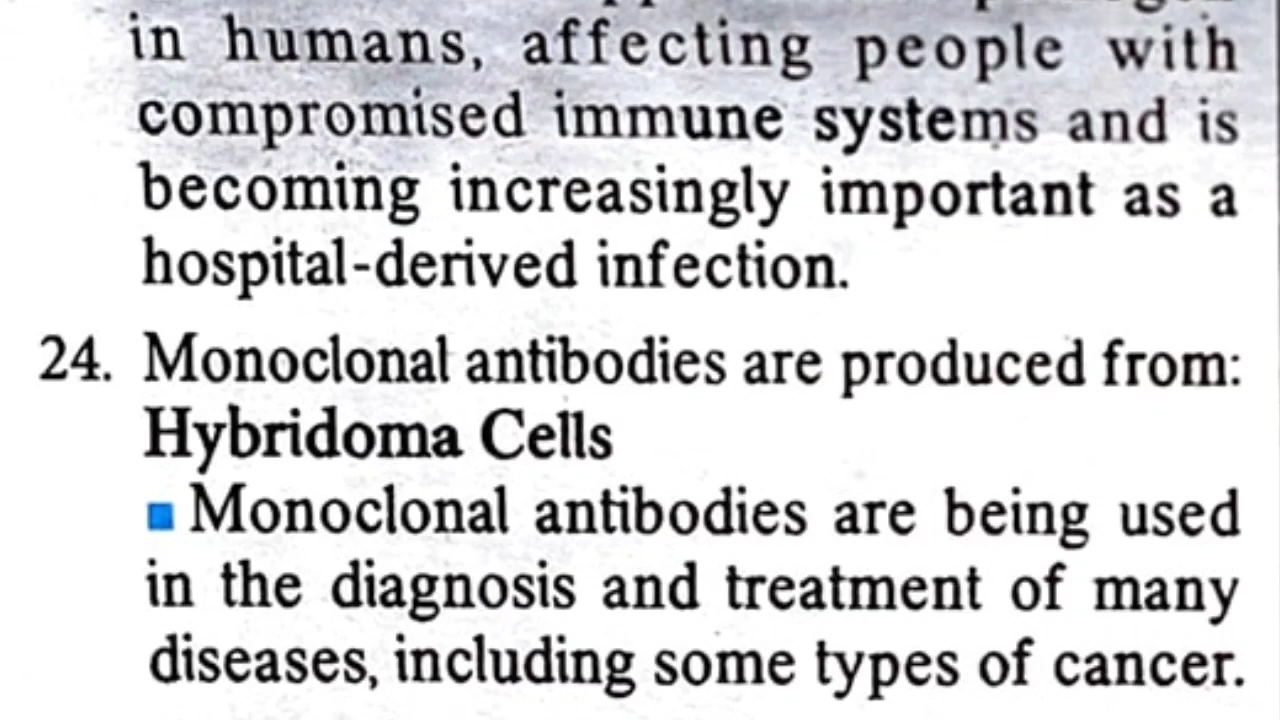 in humans, affecting people with
compromised immune systems and is
becoming increasingly important as a
hospital-derived infection.
24. Monoclonal antibodies are produced from:
Hybridoma Cells
■ Monoclonal antibodies are being used
in the diagnosis and treatment of many
diseases, including some types of cancer.